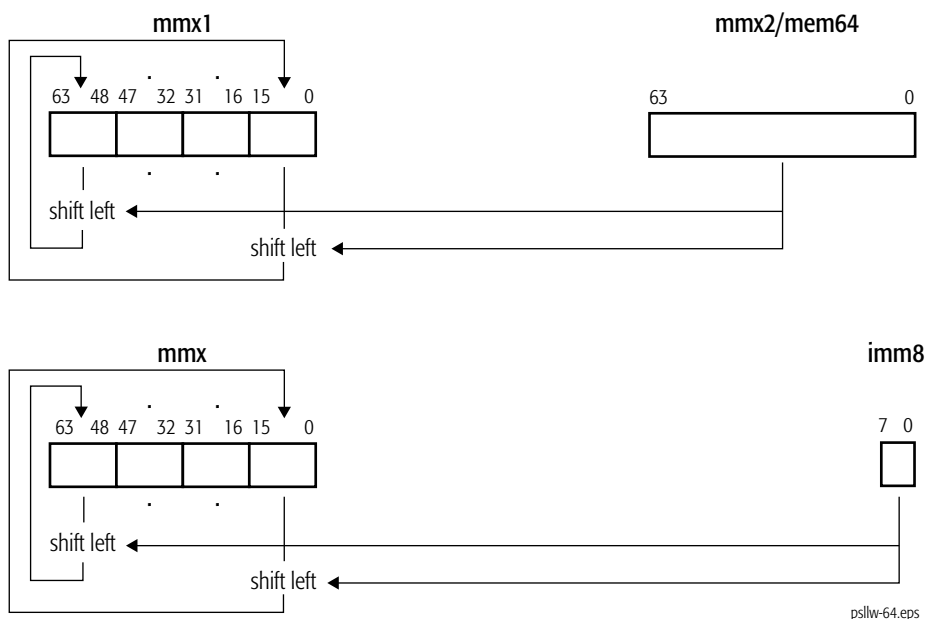 mmx1 mmx2/mem64
63 48 47 32 31 16 15 0 63 0
shift left
shift left
mmx imm8
63 48 47 32 31 16 15 0 7 0
shift left
shift left
psllw-64.eps